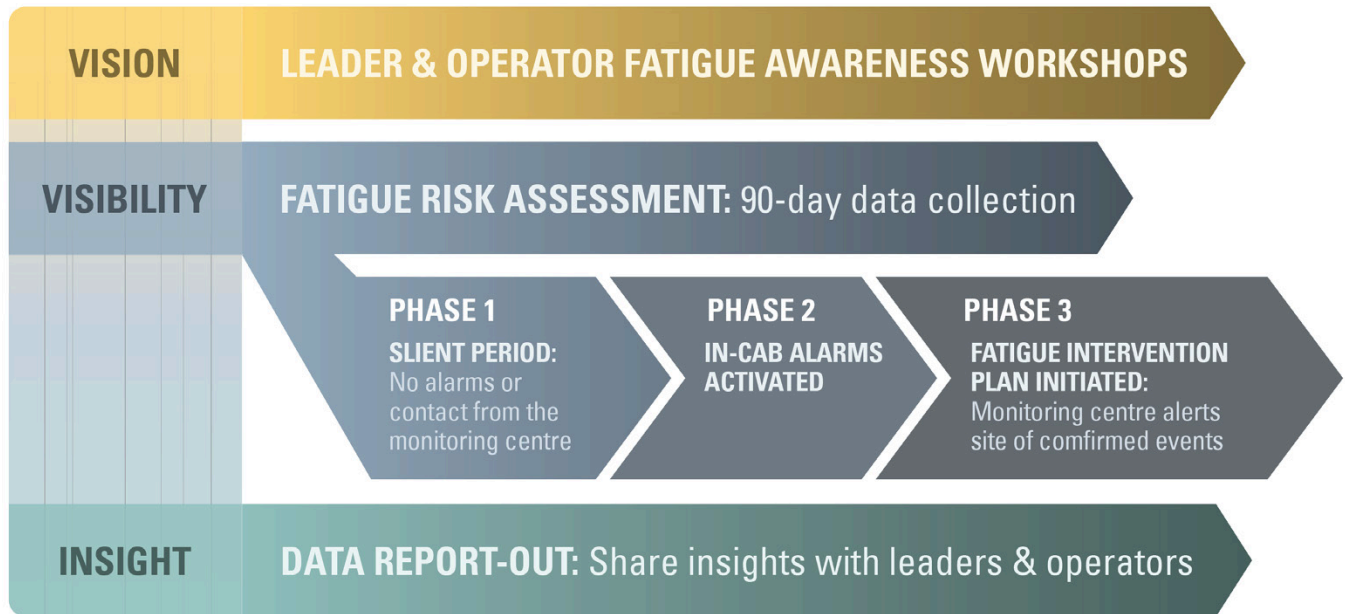 VISION
LEADER & OPERATOR FATIGUE AWARENESS WORKSHOPS
VISIBILITY
FATIGUE RISK ASSESSMENT: 90-day data collection
PHASE 1
SLIENT PERIOD:
No alarms or
contact from the
monitoring centre
PHASE 2
IN-CAB ALARMS
ACTIVATED
PHASE 3
FATIGUE INTERVENTION
PLAN INITIATED:
Monitoring centre alerts
site of comfirmed events
INSIGHT
DATA REPORT-OUT: Share insights with leaders & operators